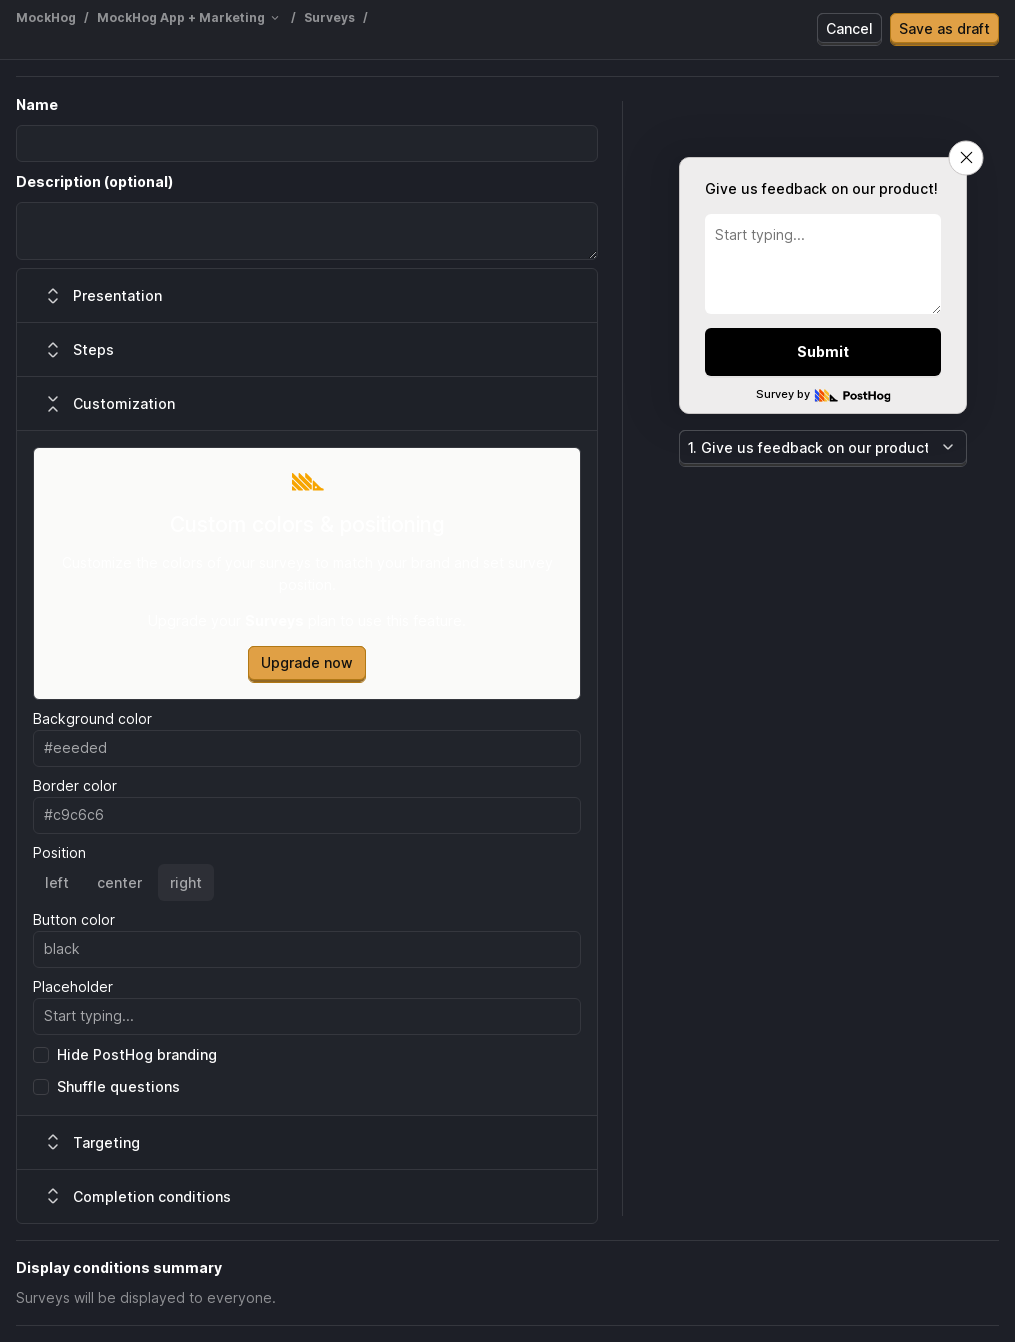 MockHog / MockHog App + Marketing / Surveys /
Cancel
Save as draft
Name
Description (optional)
Presentation
Steps
Customization
Custom colors & positioning
Customize the colors of your surveys to match your brand and set survey
position.
Upgrade your Surveys plan to use this feature.
Upgrade now
Background color
#eeeded
Border color
#c9c6c6
Position
left
center
right
Button color
black
Placeholder
Start typing...
Hide PostHog branding
Shuffle questions
Targeting
Completion conditions
Give us feedback on our product!
Start typing...
Submit
Survey by PostHog
1. Give us feedback on our product
Display conditions summary
Surveys will be displayed to everyone.